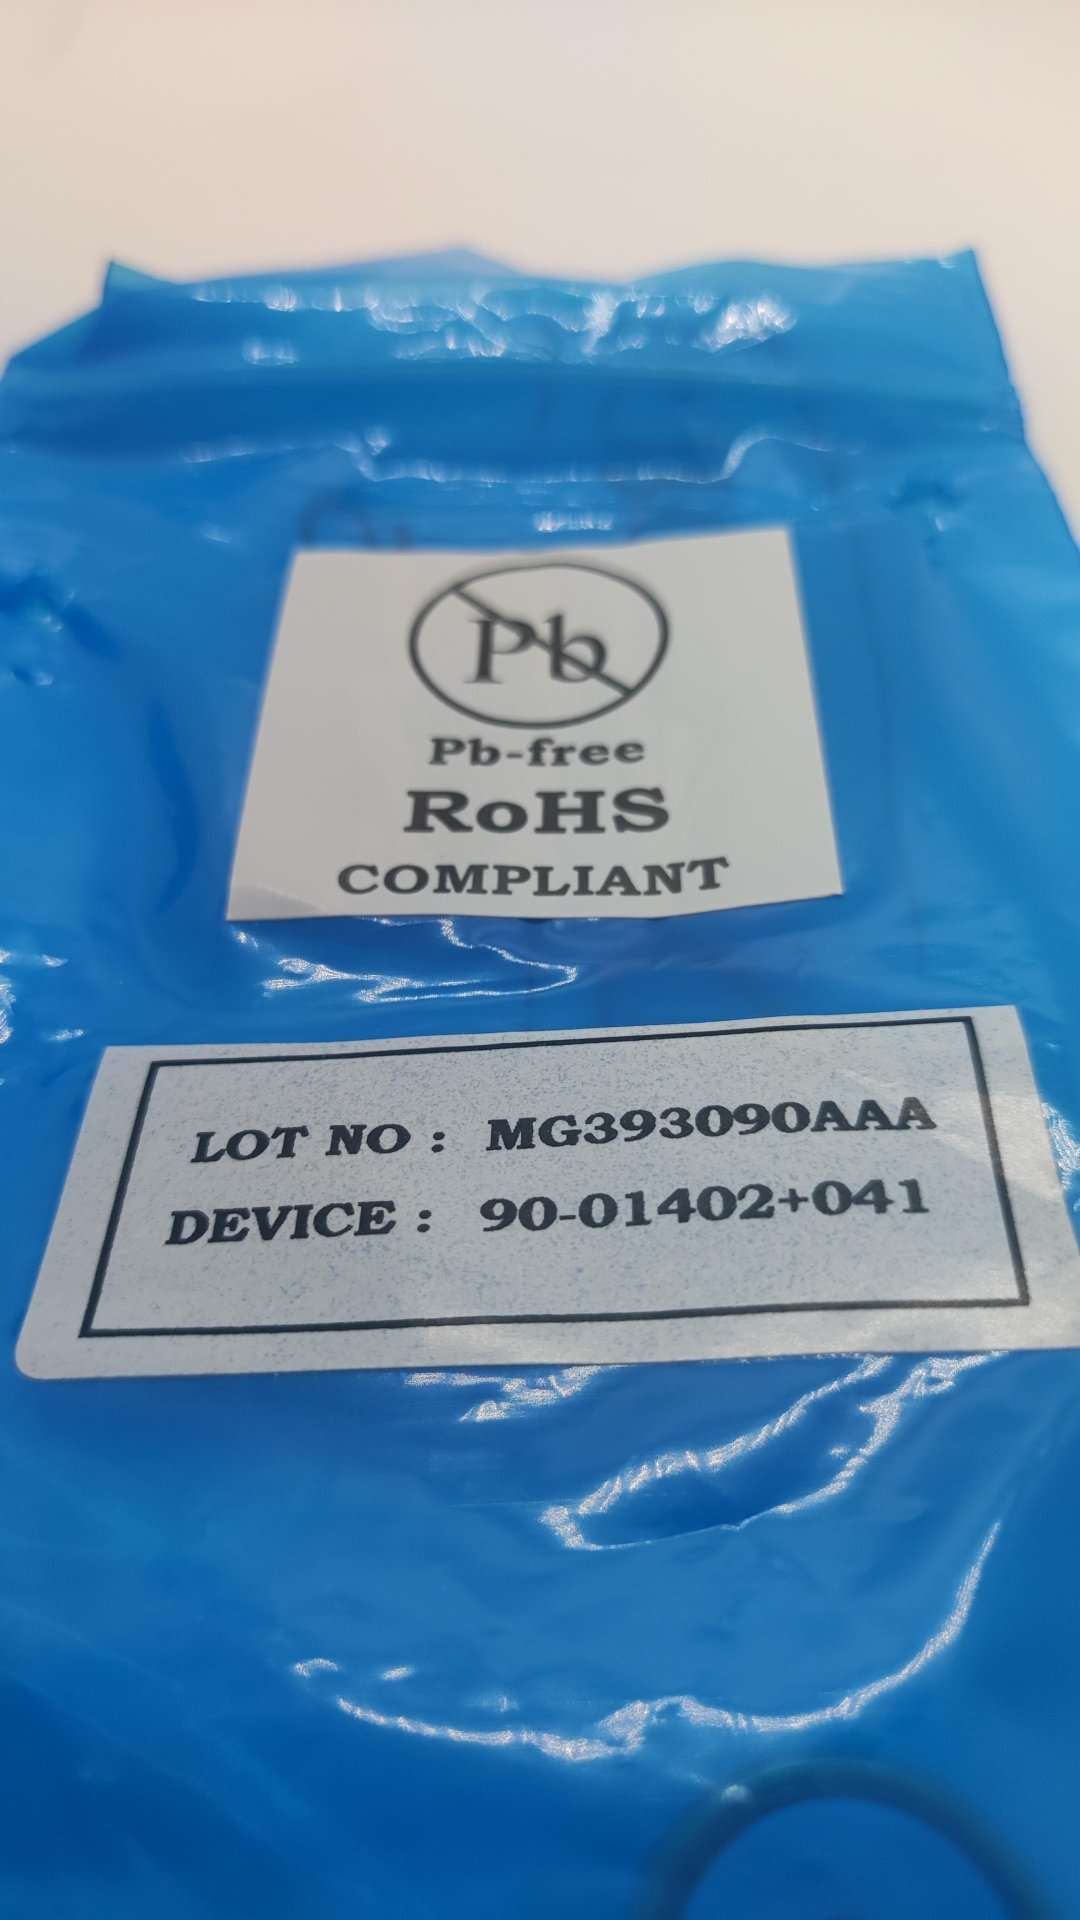 Pb
Pb-free
RoHS
COMPLIANT
LOT NO : MG393090AAA
DEVICE : 90-01402+041